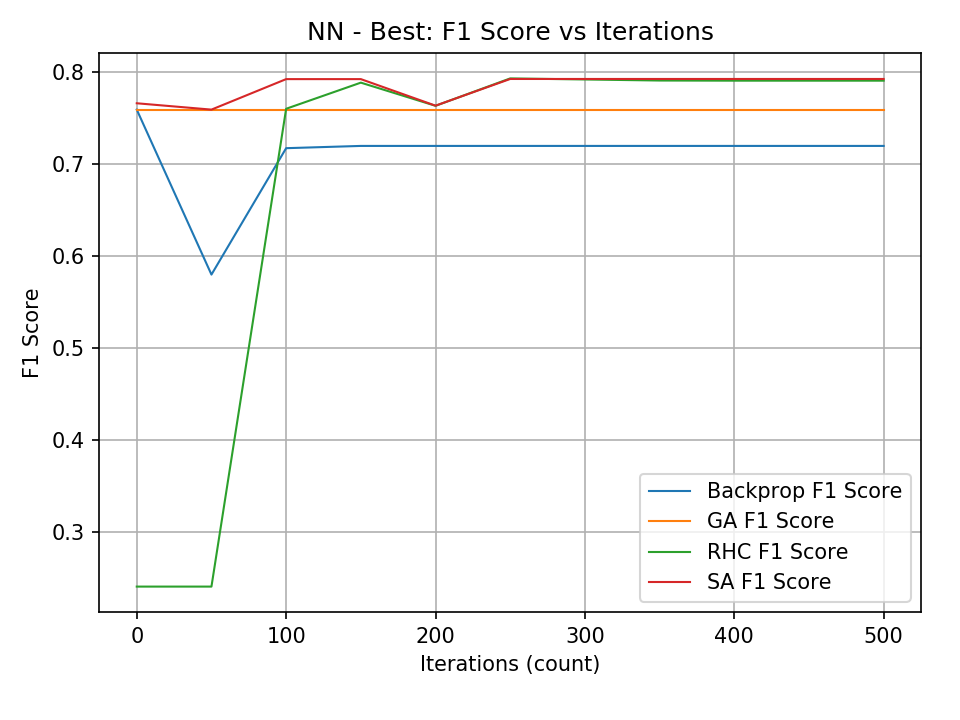 NN - Best: F1 Score vs Iterations
F1 Score
0.8
0.7
0.6
0.5
0.4
0.3
0 100 200 300 400 500
Iterations (count)
Backprop F1 Score
GA F1 Score
RHC F1 Score
SA F1 Score